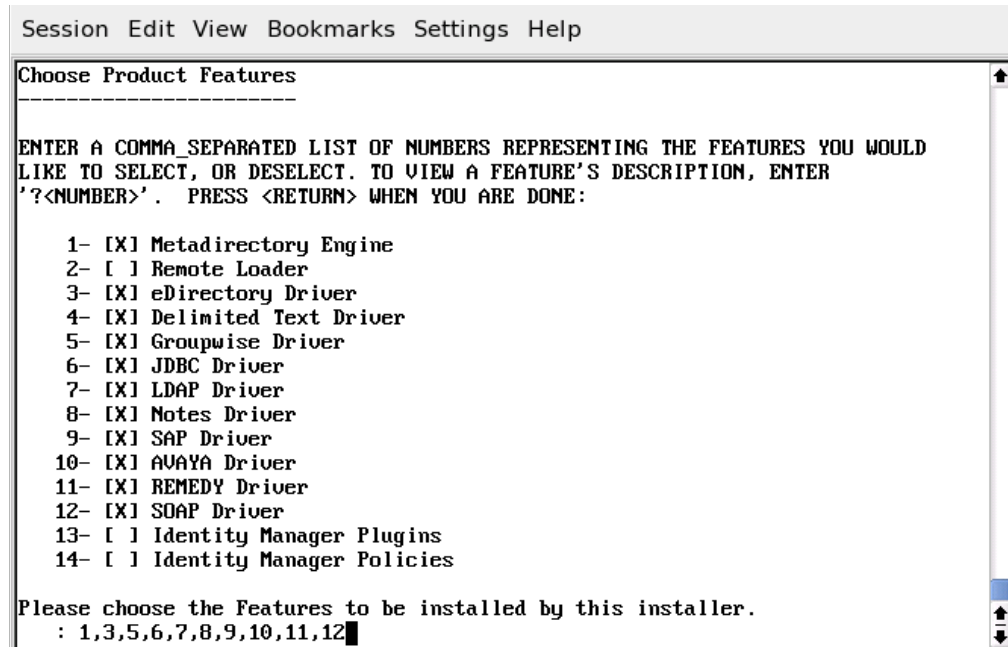 Session Edit View Bookmarks Settings Help
Choose Product Features
-----------------------
ENTER A COMMA_SEPARATED LIST OF NUMBERS REPRESENTING THE FEATURES YOU WOULD
LIKE TO SELECT, OR DESELECT. TO VIEW A FEATURE'S DESCRIPTION, ENTER
'?<NUMBER>'.  PRESS <RETURN> WHEN YOU ARE DONE:
1- [X] Metadirectory Engine
2- [ ] Remote Loader
3- [X] eDirectory Driver
4- [X] Delimited Text Driver
5- [X] Groupwise Driver
6- [X] JDBC Driver
7- [X] LDAP Driver
8- [X] Notes Driver
9- [X] SAP Driver
10- [X] AVAYA Driver
11- [X] REMEDY Driver
12- [X] SOAP Driver
13- [ ] Identity Manager Plugins
14- [ ] Identity Manager Policies
Please choose the Features to be installed by this installer.
: 1,3,5,6,7,8,9,10,11,12